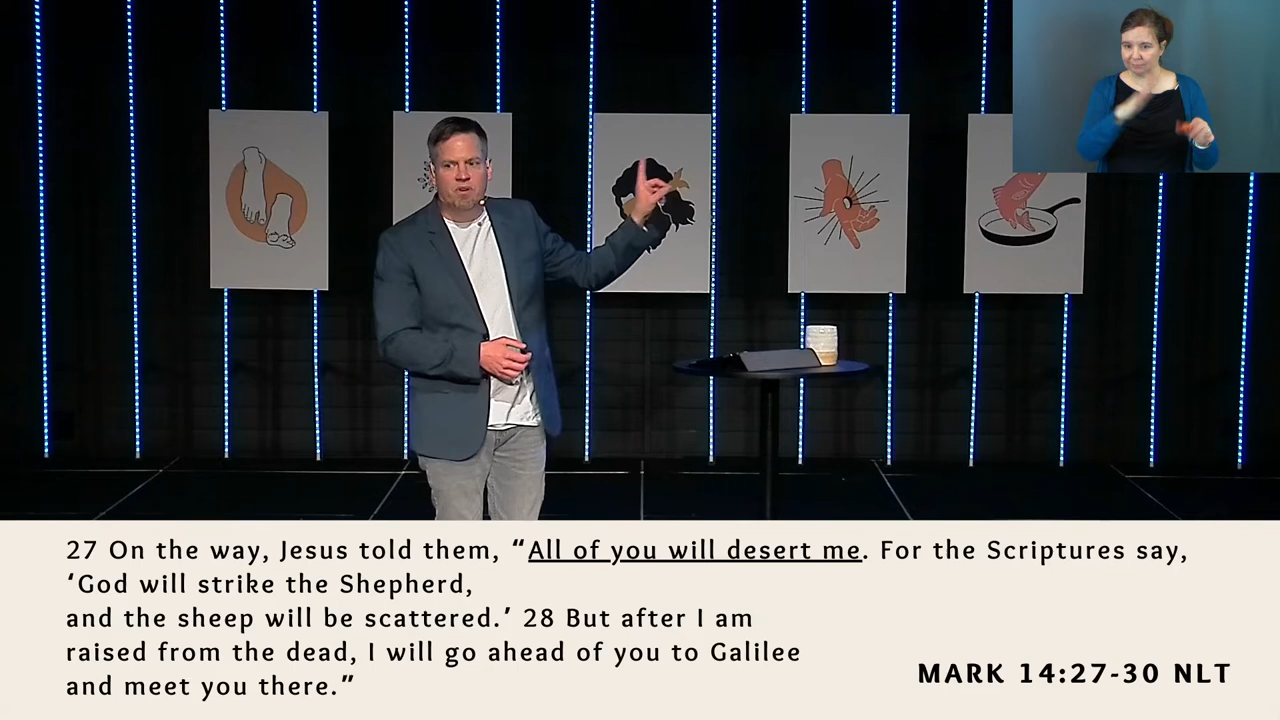 27 On the way, Jesus told them, “All of you will desert me. For the Scriptures say,
‘God will strike the Shepherd,
and the sheep will be scattered.’ 28 But after I am
raised from the dead, I will go ahead of you to Galilee
and meet you there.”
MARK 14:27-30 NLT